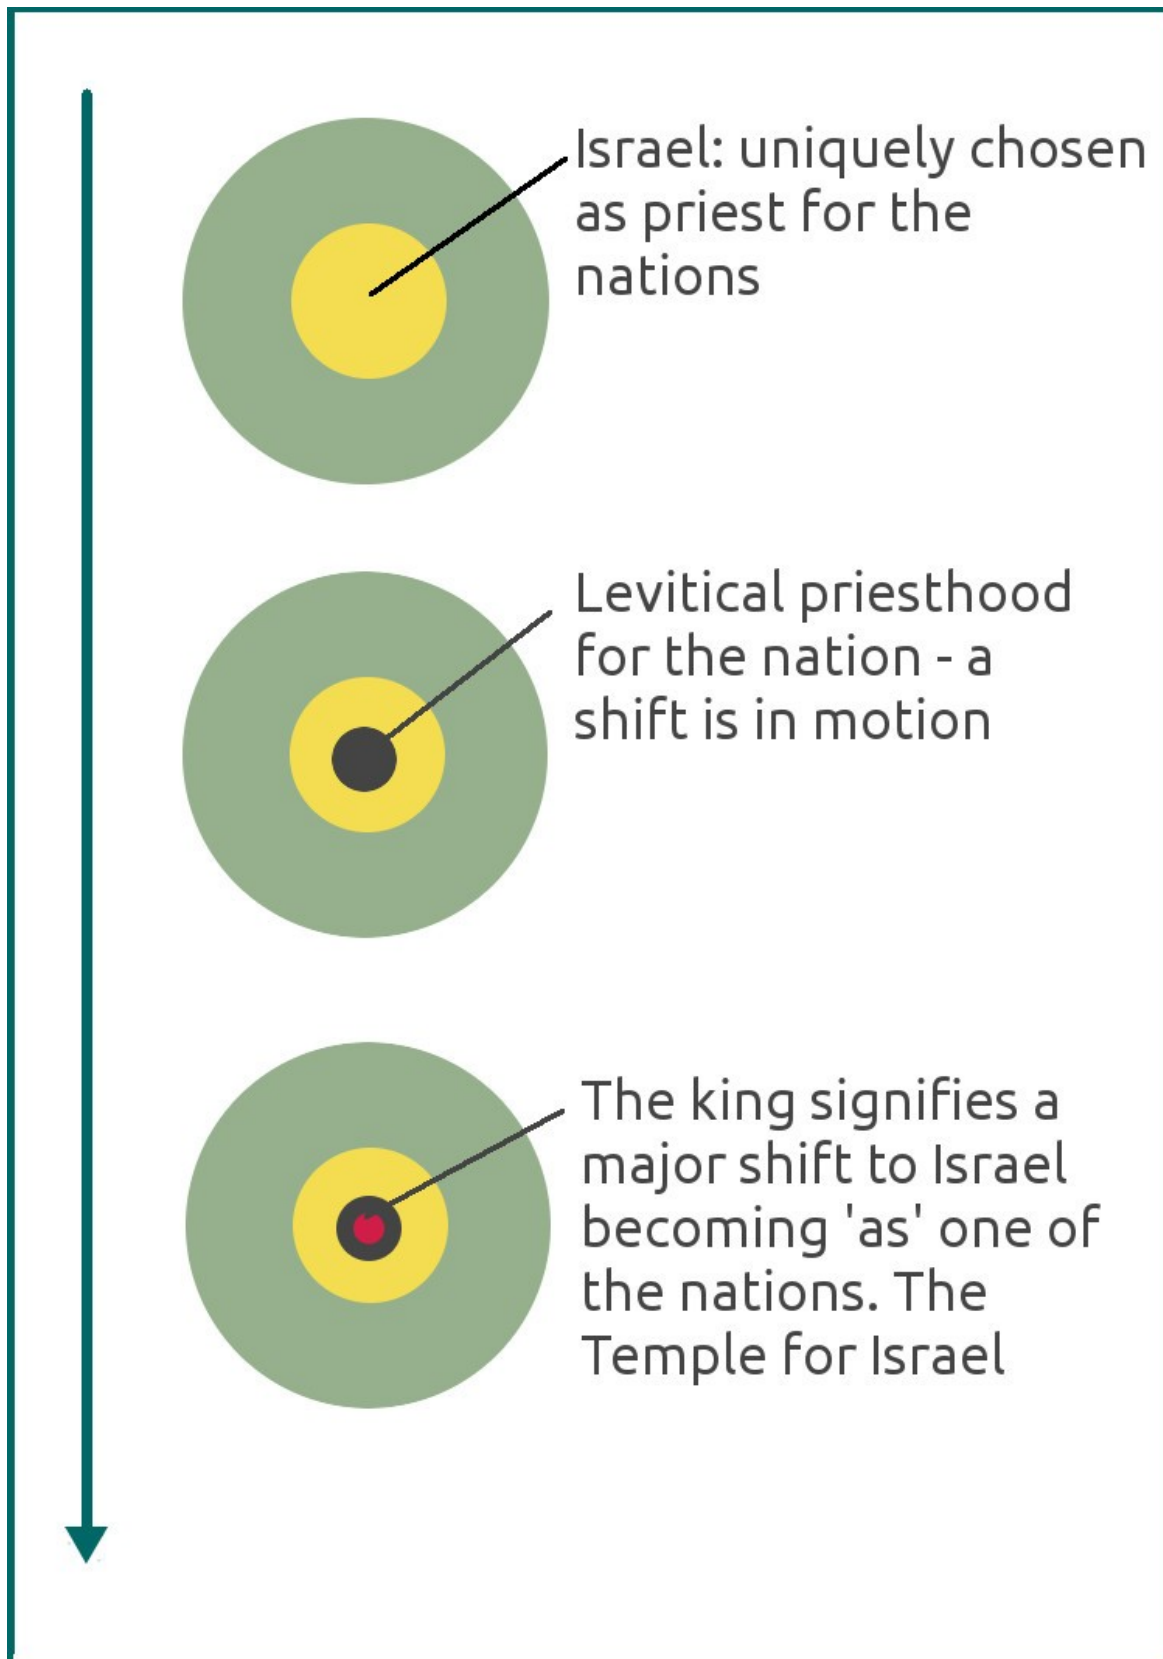 Israel: uniquely chosen
as priest for the
nations
Levitical priesthood
for the nation - a
shift is in motion
The king signifies a
major shift to Israel
becoming 'as' one of
the nations. The
Temple for Israel